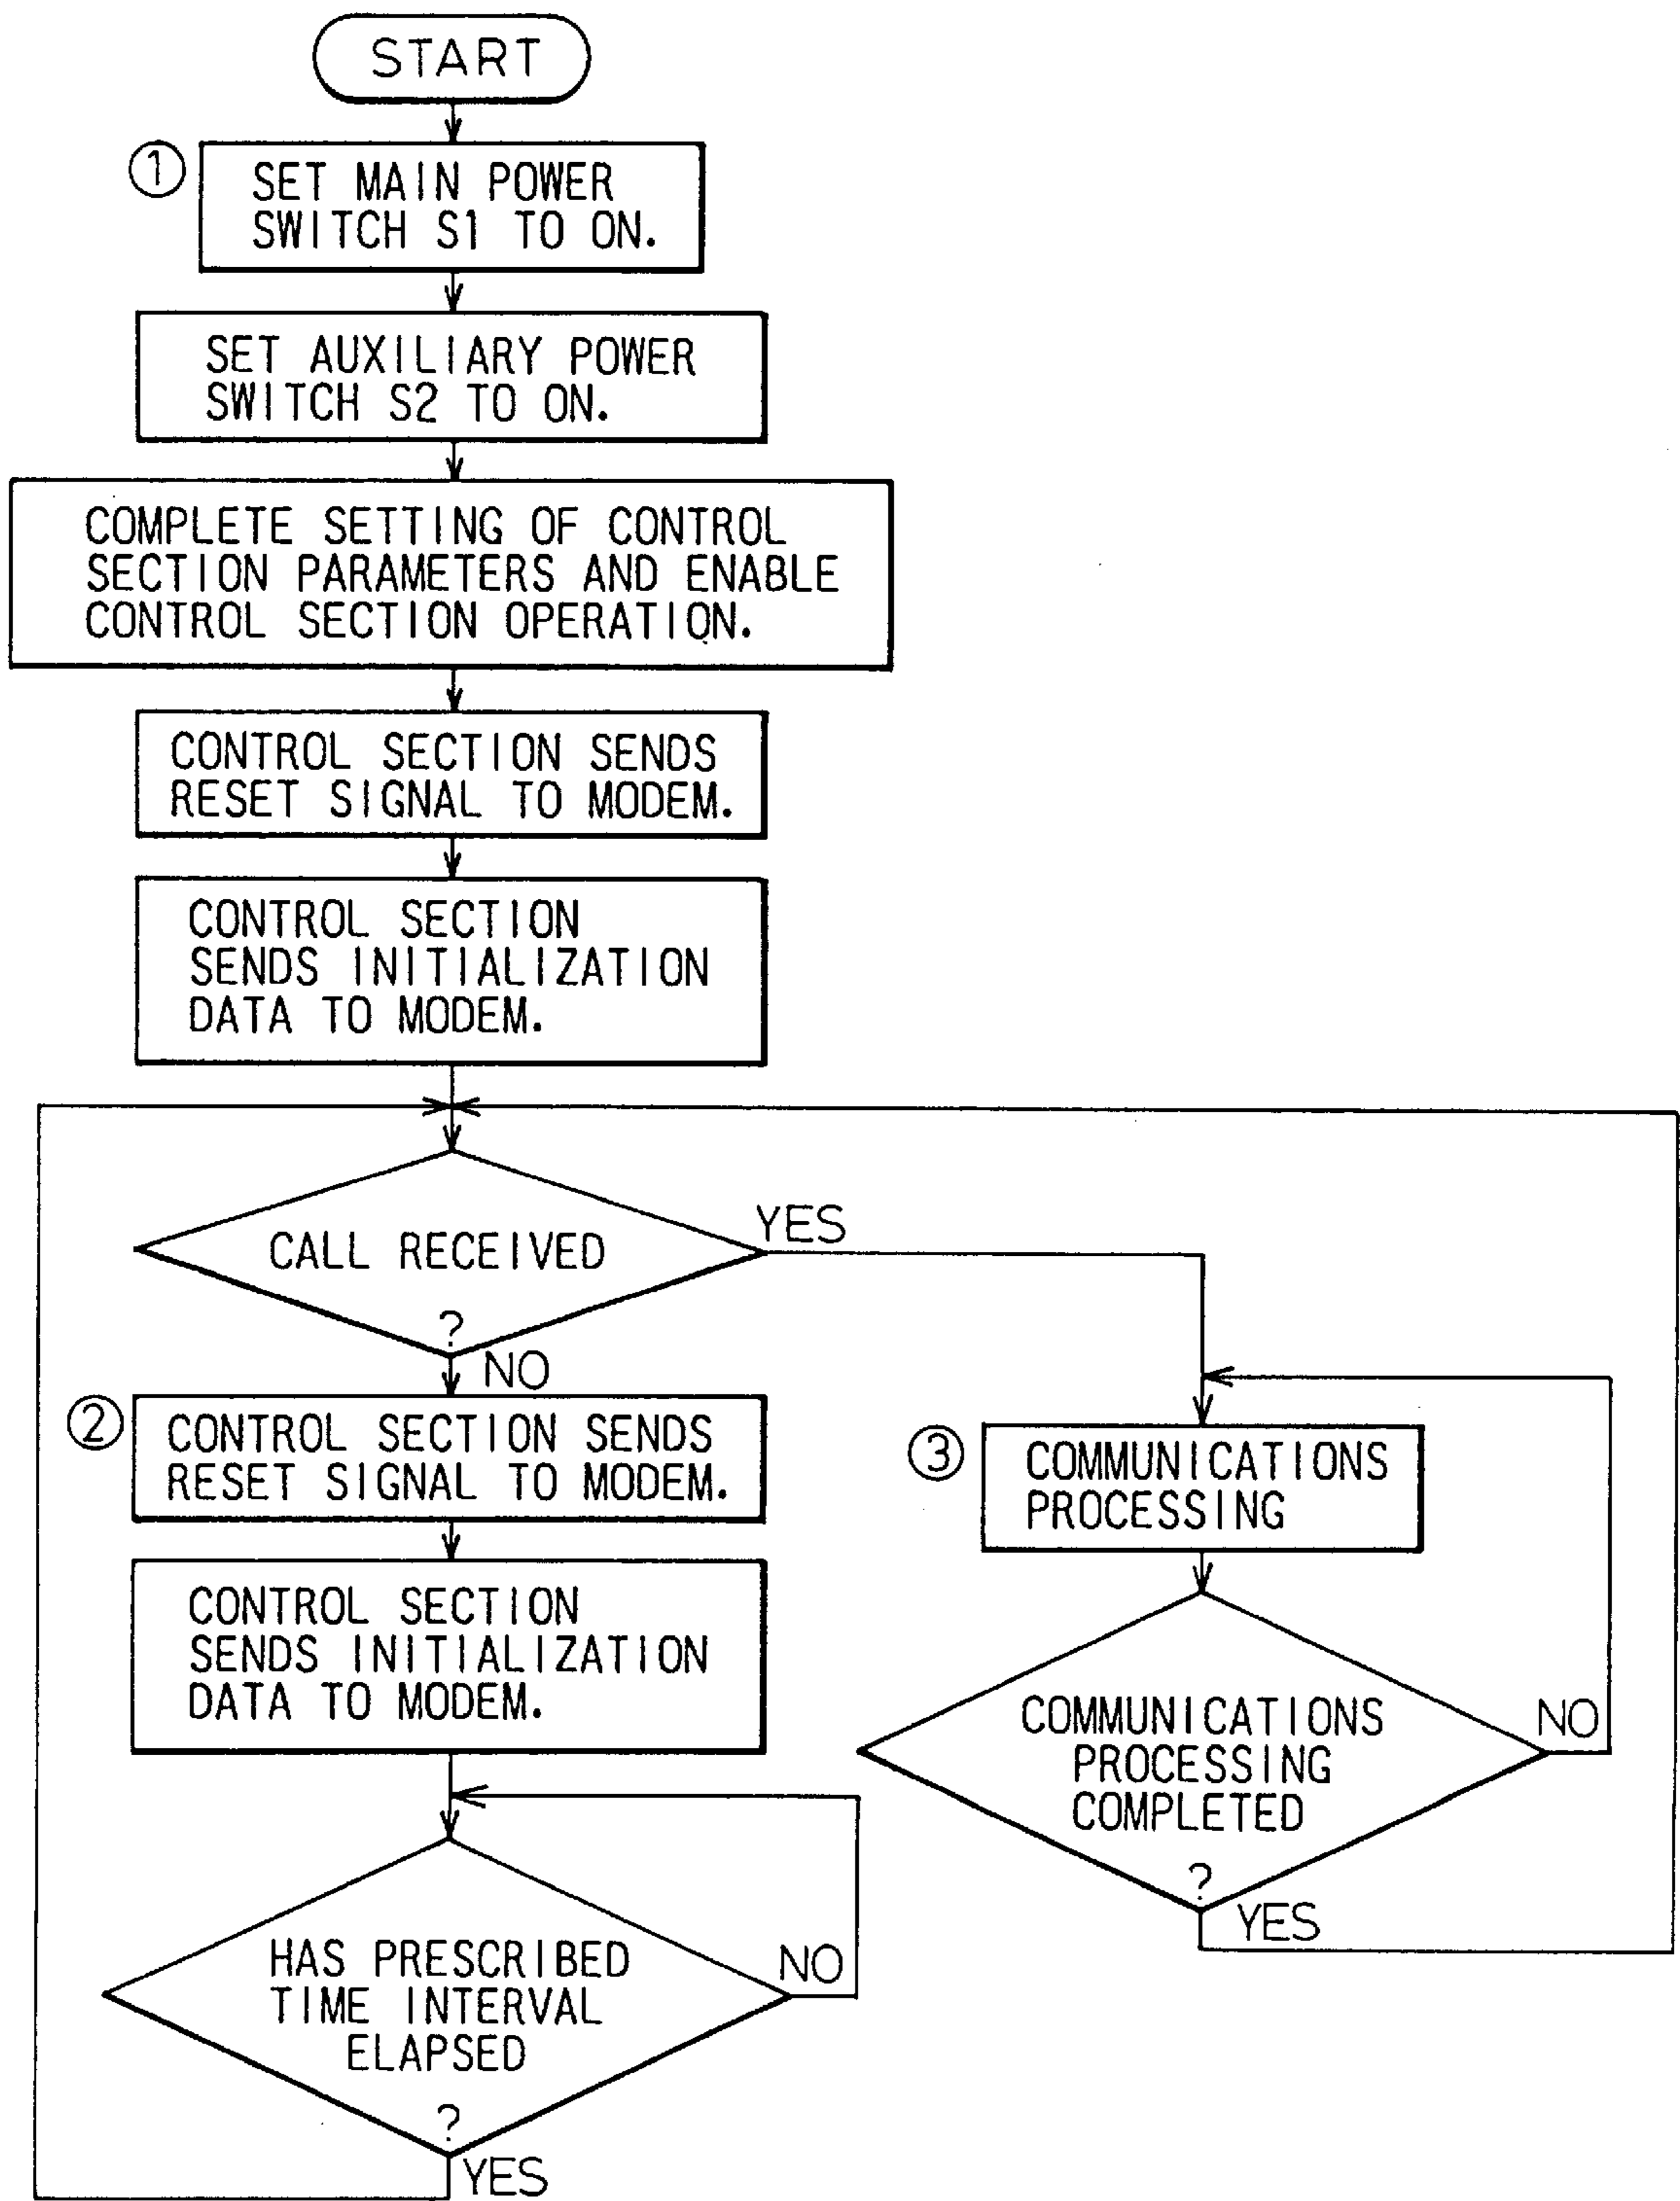 START
①
SET MAIN POWER
SWITCH S1 TO ON.
SET AUXILIARY POWER
SWITCH S2 TO ON.
COMPLETE SETTING OF CONTROL
SECTION PARAMETERS AND ENABLE
CONTROL SECTION OPERATION.
CONTROL SECTION SENDS
RESET SIGNAL TO MODEM.
CONTROL SECTION
SENDS INITIALIZATION
DATA TO MODEM.
CALL RECEIVED
?
YES
NO
②
CONTROL SECTION SENDS
RESET SIGNAL TO MODEM.
CONTROL SECTION
SENDS INITIALIZATION
DATA TO MODEM.
HAS PRESCRIBED
TIME INTERVAL
ELAPSED
?
NO
YES
③
COMMUNICATIONS
PROCESSING
COMMUNICATIONS
PROCESSING
COMPLETED
?
NO
YES